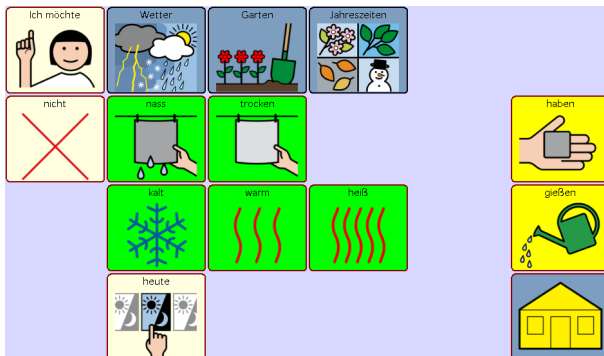 Ich möchte
Wetter
Garten
Jahreszeiten
nicht
nass
trocken
haben
kalt
warm
heiß
gießen
heute